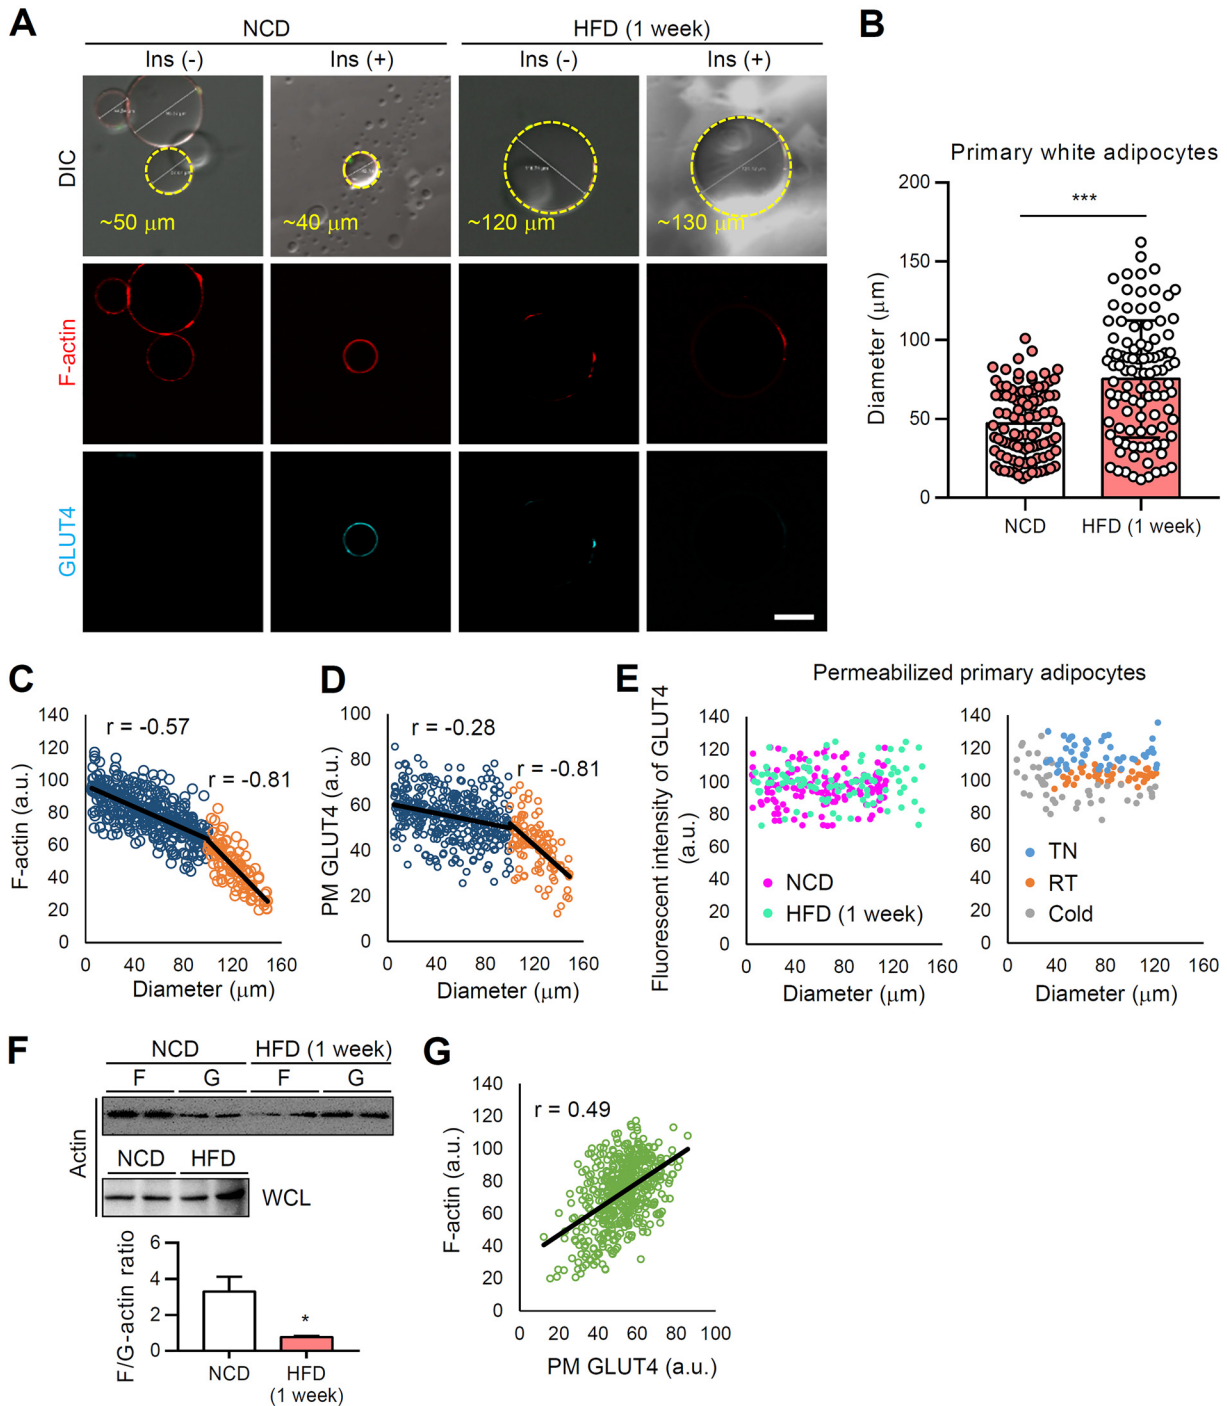 A
NCD
HFD (1 week)
Ins (-)
Ins (+)
Ins (-)
Ins (+)
DIC
~50 μm
~40 μm
~120 μm
~130 μm
F-actin
GLUT4
B
Primary white adipocytes
***
Diameter (μm)
200
150
100
50
0
NCD
HFD (1 week)
C
F-actin (a.u.)
140
120
100
80
60
40
20
0
r = -0.57
r = -0.81
0
40
80
120
160
Diameter (μm)
D
PM GLUT4 (a.u.)
100
80
60
40
20
0
r = -0.28
r = -0.81
0
40
80
120
160
Diameter (μm)
E
Permeabilized primary adipocytes
Fluorescent intensity of GLUT4
(a.u.)
140
120
100
80
60
40
20
0
NCD
HFD (1 week)
0
40
80
120
160
Diameter (μm)
140
120
100
80
60
40
20
0
TN
RT
Cold
0
40
80
120
160
Diameter (μm)
F
NCD
HFD (1 week)
F
G
F
G
Actin
NCD
HFD
WCL
F/G-actin ratio
6
4
2
0
*
NCD
HFD
(1 week)
G
F-actin (a.u.)
140
120
100
80
60
40
20
0
r = 0.49
0
20
40
60
80
100
PM GLUT4 (a.u.)